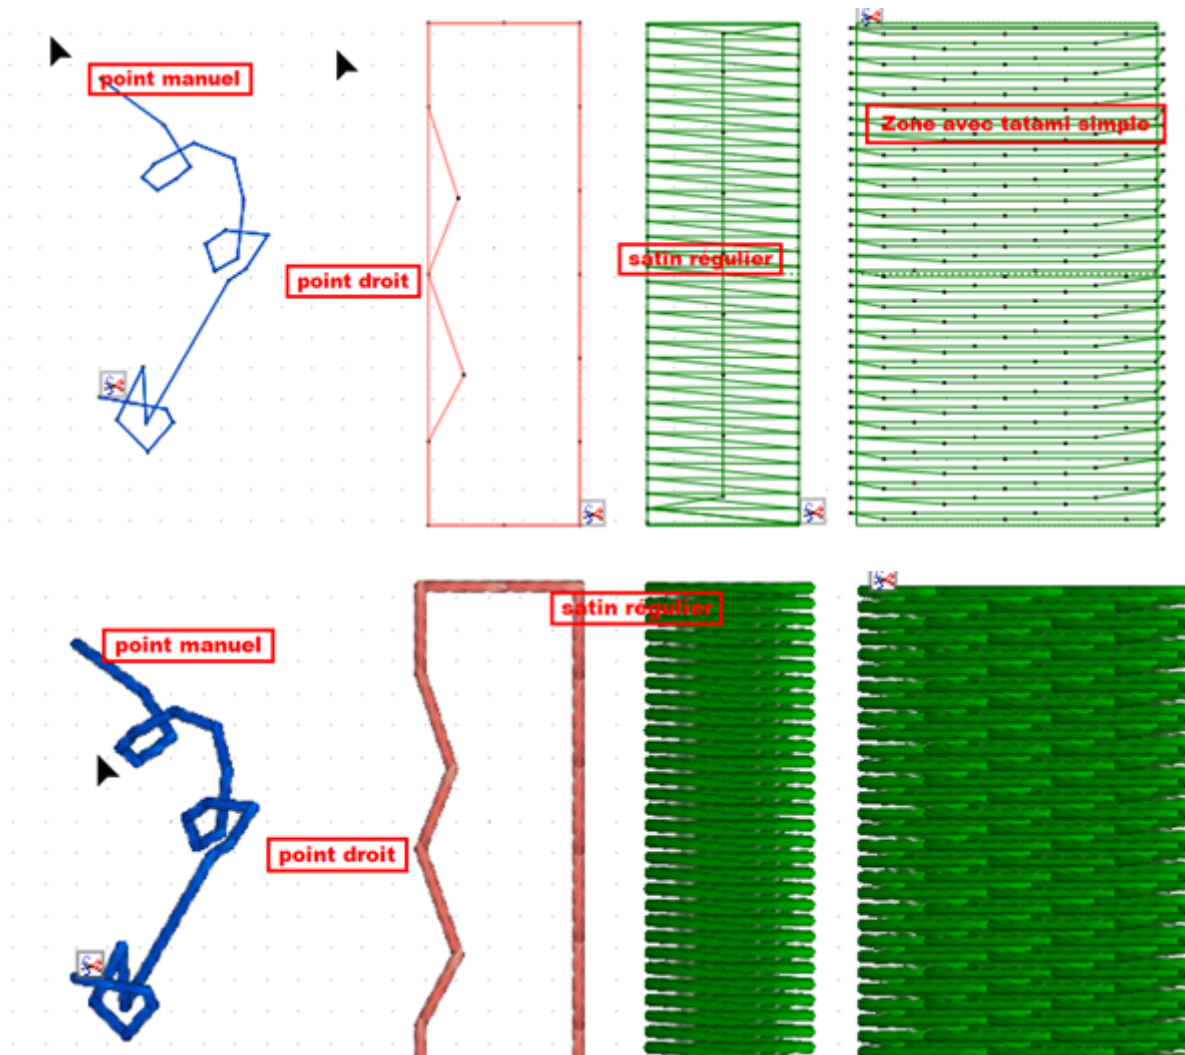 point manuel
Zone avec tatami simple
satin régulier
point droit
satin régulier
point manuel
point droit